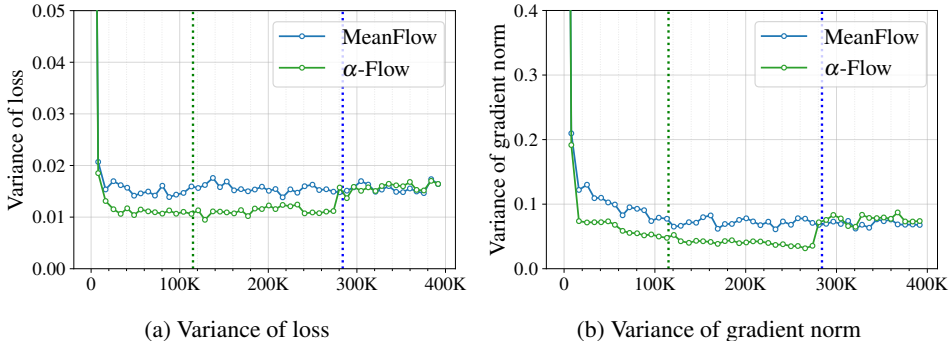 0.05
0.04
0.03
0.02
0.01
0.00
Variance of loss
MeanFlow
α-Flow
0 100K 200K 300K 400K
(a) Variance of loss
0.4
0.3
0.2
0.1
0.0
Variance of gradient norm
MeanFlow
α-Flow
0 100K 200K 300K 400K
(b) Variance of gradient norm